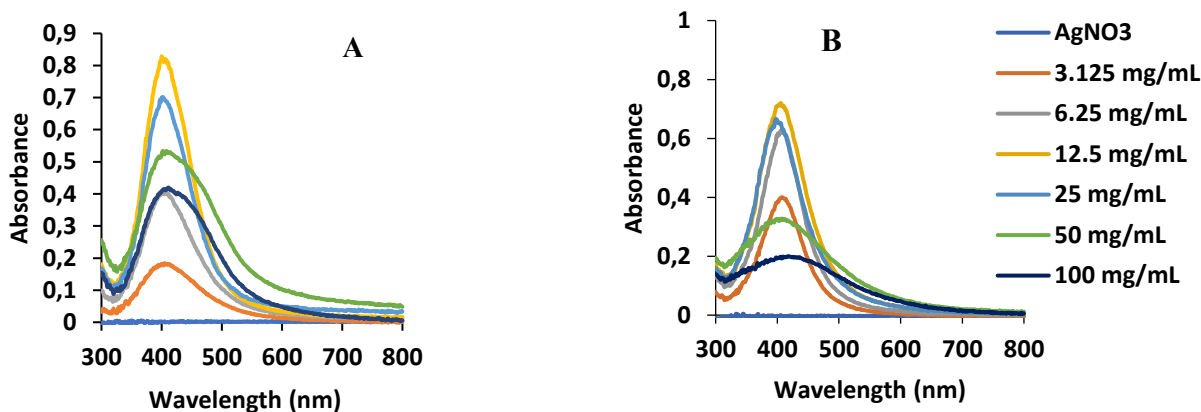 A
Absorbance
0,9
0,8
0,7
0,6
0,5
0,4
0,3
0,2
0,1
0
300 400 500 600 700 800
Wavelength (nm)
B
Absorbance
1
0,8
0,6
0,4
0,2
0
300 400 500 600 700 800
Wavelength (nm)
AgNO3
3.125 mg/mL
6.25 mg/mL
12.5 mg/mL
25 mg/mL
50 mg/mL
100 mg/mL